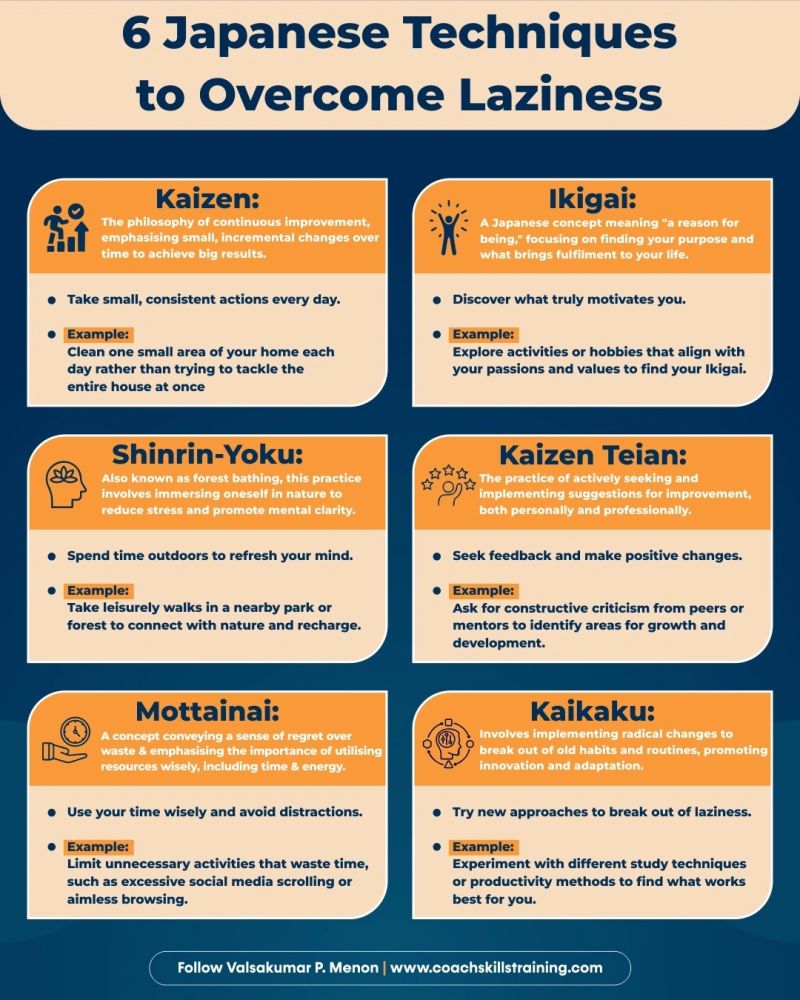 6 Japanese Techniques
to Overcome Laziness
Kaizen:
The philosophy of continuous improvement,
emphasising small, incremental changes over
time to achieve big results.
• Take small, consistent actions every day.
• Example:
Clean one small area of your home each
day rather than trying to tackle the
entire house at once
Ikigai:
A Japanese concept meaning "a reason for
being," focusing on finding your purpose and
what brings fulfilment to your life.
• Discover what truly motivates you.
• Example:
Explore activities or hobbies that align with
your passions and values to find your Ikigai.
Shinrin-Yoku:
Also known as forest bathing, this practice
involves immersing oneself in nature to
reduce stress and promote mental clarity.
• Spend time outdoors to refresh your mind.
• Example:
Take leisurely walks in a nearby park or
forest to connect with nature and recharge.
Kaizen Teian:
The practice of actively seeking and
implementing suggestions for improvement,
both personally and professionally.
• Seek feedback and make positive changes.
• Example:
Ask for constructive criticism from peers or
mentors to identify areas for growth and
development.
Mottainai:
A concept conveying a sense of regret over
waste & emphasising the importance of utilising
resources wisely, including time & energy.
• Use your time wisely and avoid distractions.
• Example:
Limit unnecessary activities that waste time,
such as excessive social media scrolling or
aimless browsing.
Kaikaku:
Involves implementing radical changes to
break out of old habits and routines, promoting
innovation and adaptation.
• Try new approaches to break out of laziness.
• Example:
Experiment with different study techniques
or productivity methods to find what works
best for you.
Follow Valsakumar P. Menon | www.coachskillstraining.com